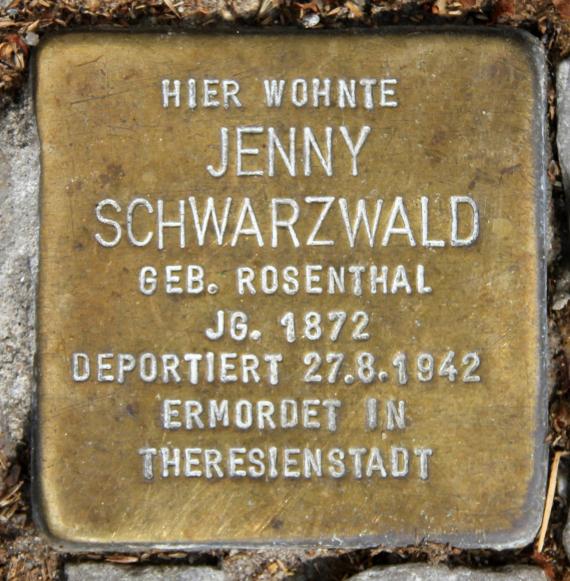 HIER WOHNTE
JENNY
SCHWARZWALD
GEB. ROSENTHAL
JG. 1872
DEPORTIERT 27.8.1942
ERMORDET IN
THERESIENSTADT